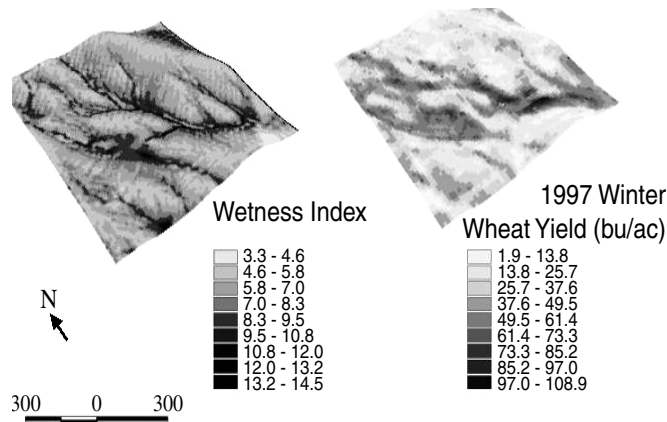 Wetness Index
3.3 - 4.6
4.6 - 5.8
5.8 - 7.0
7.0 - 8.3
8.3 - 9.5
9.5 - 10.8
10.8 - 12.0
12.0 - 13.2
13.2 - 14.5
1997 Winter
Wheat Yield (bu/ac)
1.9 - 13.8
13.8 - 25.7
25.7 - 37.6
37.6 - 49.5
49.5 - 61.4
61.4 - 73.3
73.3 - 85.2
85.2 - 97.0
97.0 - 108.9
N
300 0 300